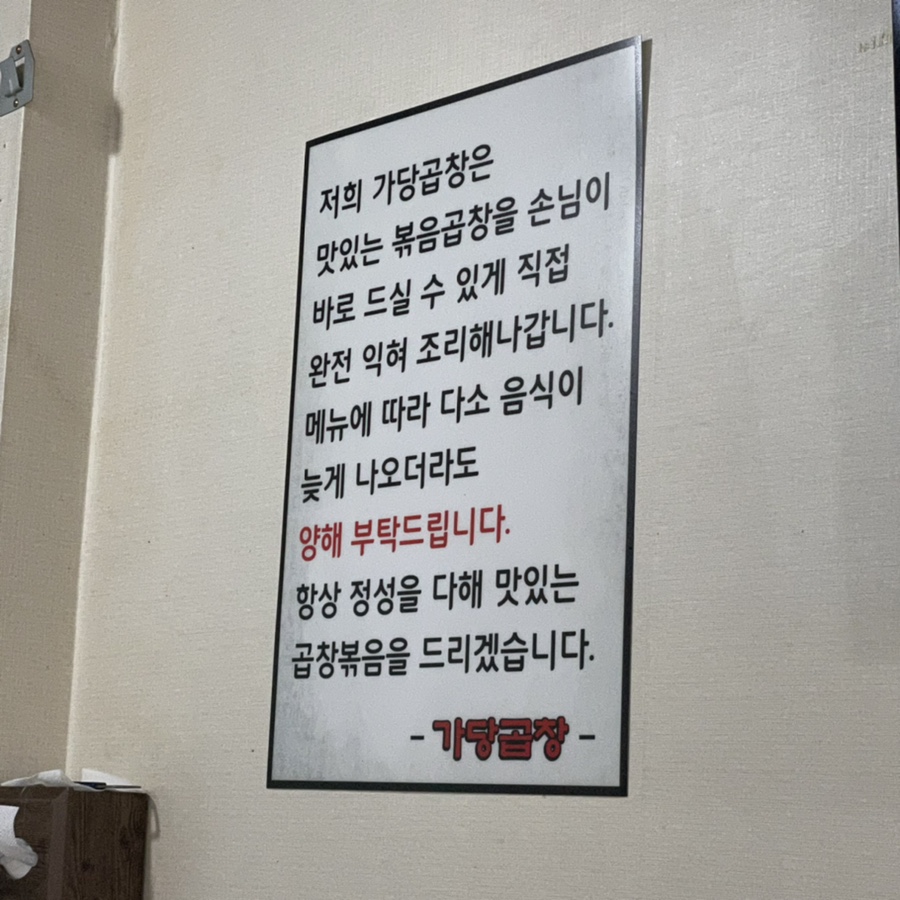 저희 가당곱창은
맛있는 볶음곱창을 손님이
바로 드실 수 있게 직접
완전 익혀 조리해나갑니다.
메뉴에 따라 다소 음식이
늦게 나오더라도
양해 부탁드립니다.
항상 정성을 다해 맛있는
곱창볶음을 드리겠습니다.
- 가당곱창 -